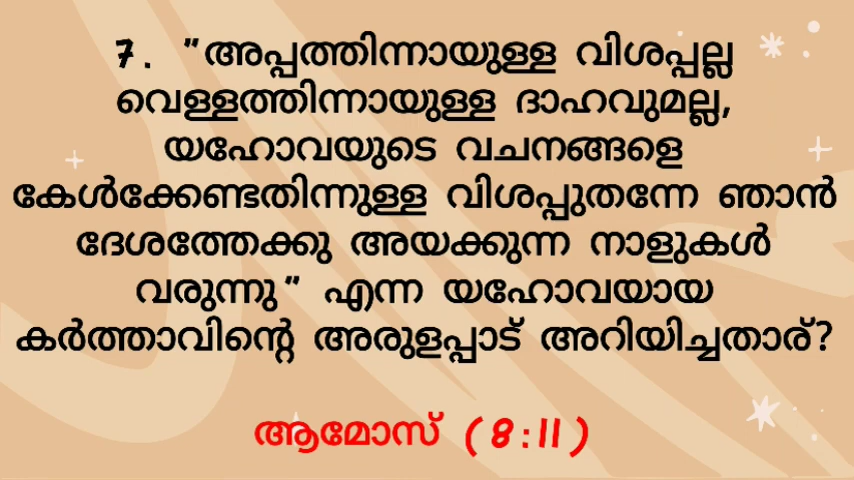 7. "അപ്പത്തിന്നായുള്ള വിശപ്പല്ല
വെള്ളത്തിന്നായുള്ള ദാഹവുമല്ല,
യഹോവയുടെ വചനങ്ങളെ
കേൾക്കേണ്ടതിന്നുള്ള വിശപ്പുതന്നേ ഞാൻ
ദേശത്തേക്കു അയക്കുന്ന നാളുകൾ
വരുന്നു" എന്ന യഹോവയായ
കർത്താവിന്റെ അരുളപ്പാട് അറിയിച്ചതാര്?
ആമോസ് (8:11)